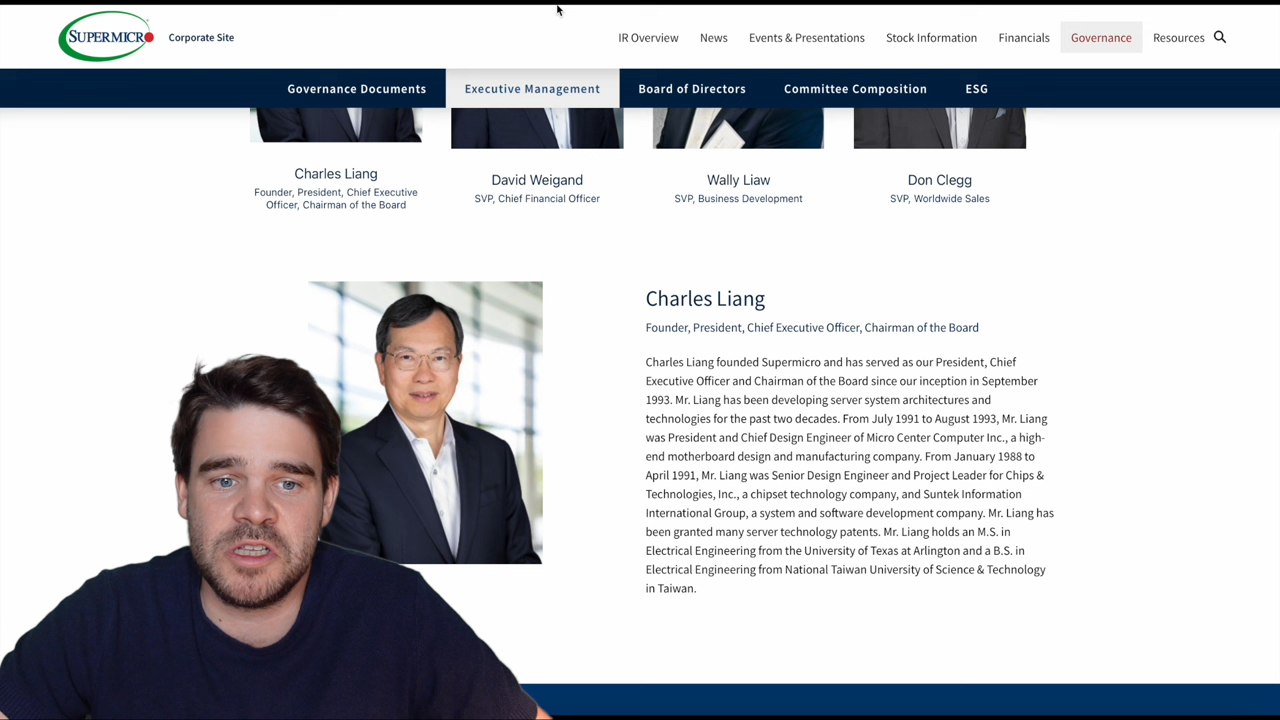 SUPERMICRO
Corporate Site
IR Overview
News
Events & Presentations
Stock Information
Financials
Governance
Resources
Governance Documents
Executive Management
Board of Directors
Committee Composition
ESG
Charles Liang
Founder, President, Chief Executive
Officer, Chairman of the Board
David Weigand
SVP, Chief Financial Officer
Wally Liaw
SVP, Business Development
Don Clegg
SVP, Worldwide Sales
Charles Liang
Founder, President, Chief Executive Officer, Chairman of the Board
Charles Liang founded Supermicro and has served as our President, Chief
Executive Officer and Chairman of the Board since our inception in September
1993. Mr. Liang has been developing server system architectures and
technologies for the past two decades. From July 1991 to August 1993, Mr. Liang
was President and Chief Design Engineer of Micro Center Computer Inc., a high-
end motherboard design and manufacturing company. From January 1988 to
April 1991, Mr. Liang was Senior Design Engineer and Project Leader for Chips &
Technologies, Inc., a chipset technology company, and Suntek Information
International Group, a system and software development company. Mr. Liang has
been granted many server technology patents. Mr. Liang holds an M.S. in
Electrical Engineering from the University of Texas at Arlington and a B.S. in
Electrical Engineering from National Taiwan University of Science & Technology
in Taiwan.